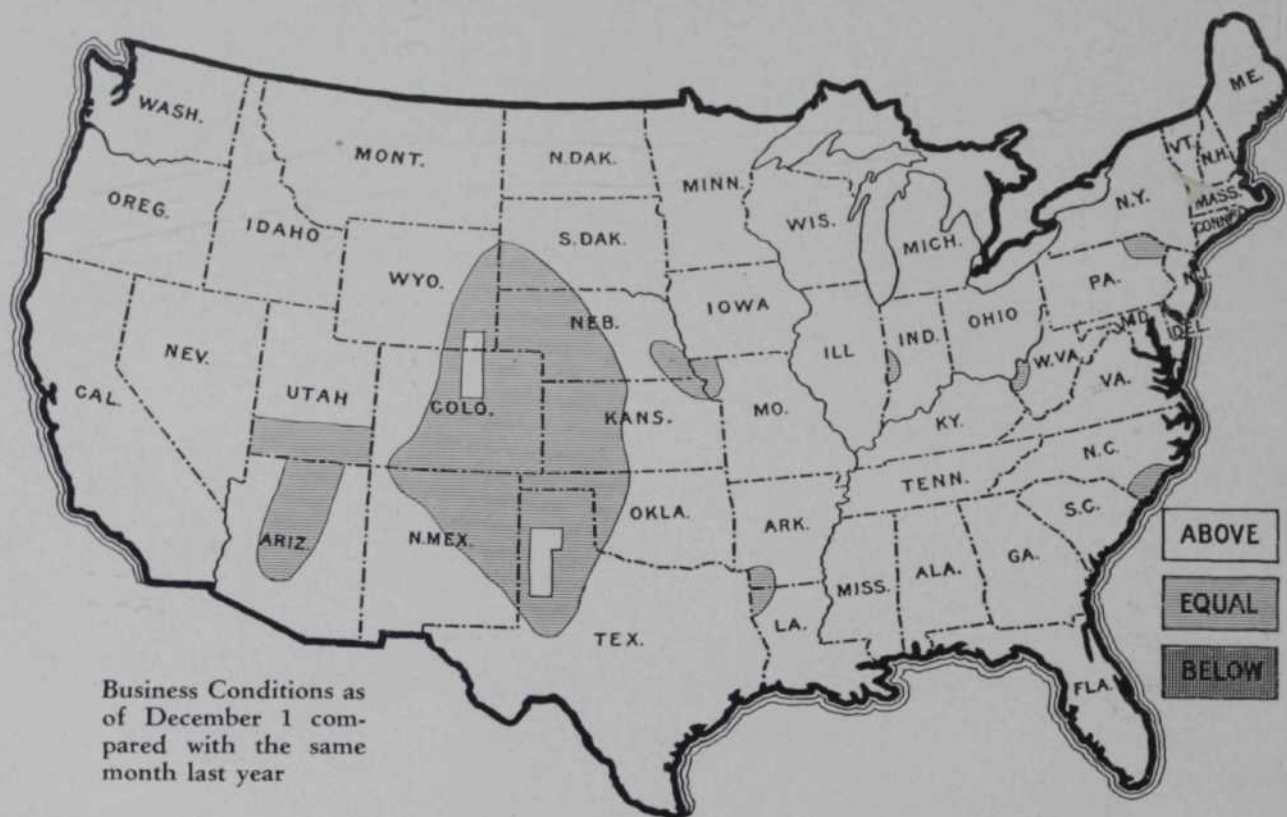 WASH.
OREG.
CAL.
NEV.
IDAHO
MONT.
WYO.
UTAH
ARIZ.
COLO.
N.MEX.
N.DAK.
S.DAK.
NEB.
KANS.
OKLA.
TEX.
MINN.
IOWA
MO.
ARK.
LA.
WIS.
ILL
MICH.
IND.
OHIO
KY.
TENN.
MISS.
ALA.
GA.
FLA.
S.C.
N.C.
VA.
W.VA.
MD.
DEL.
PA.
N.J.
N.Y.
CONN.
MASS.
VT.
N.H.
ME.
ABOVE
EQUAL
BELOW
Business Conditions as
of December 1 com-
pared with the same
month last year